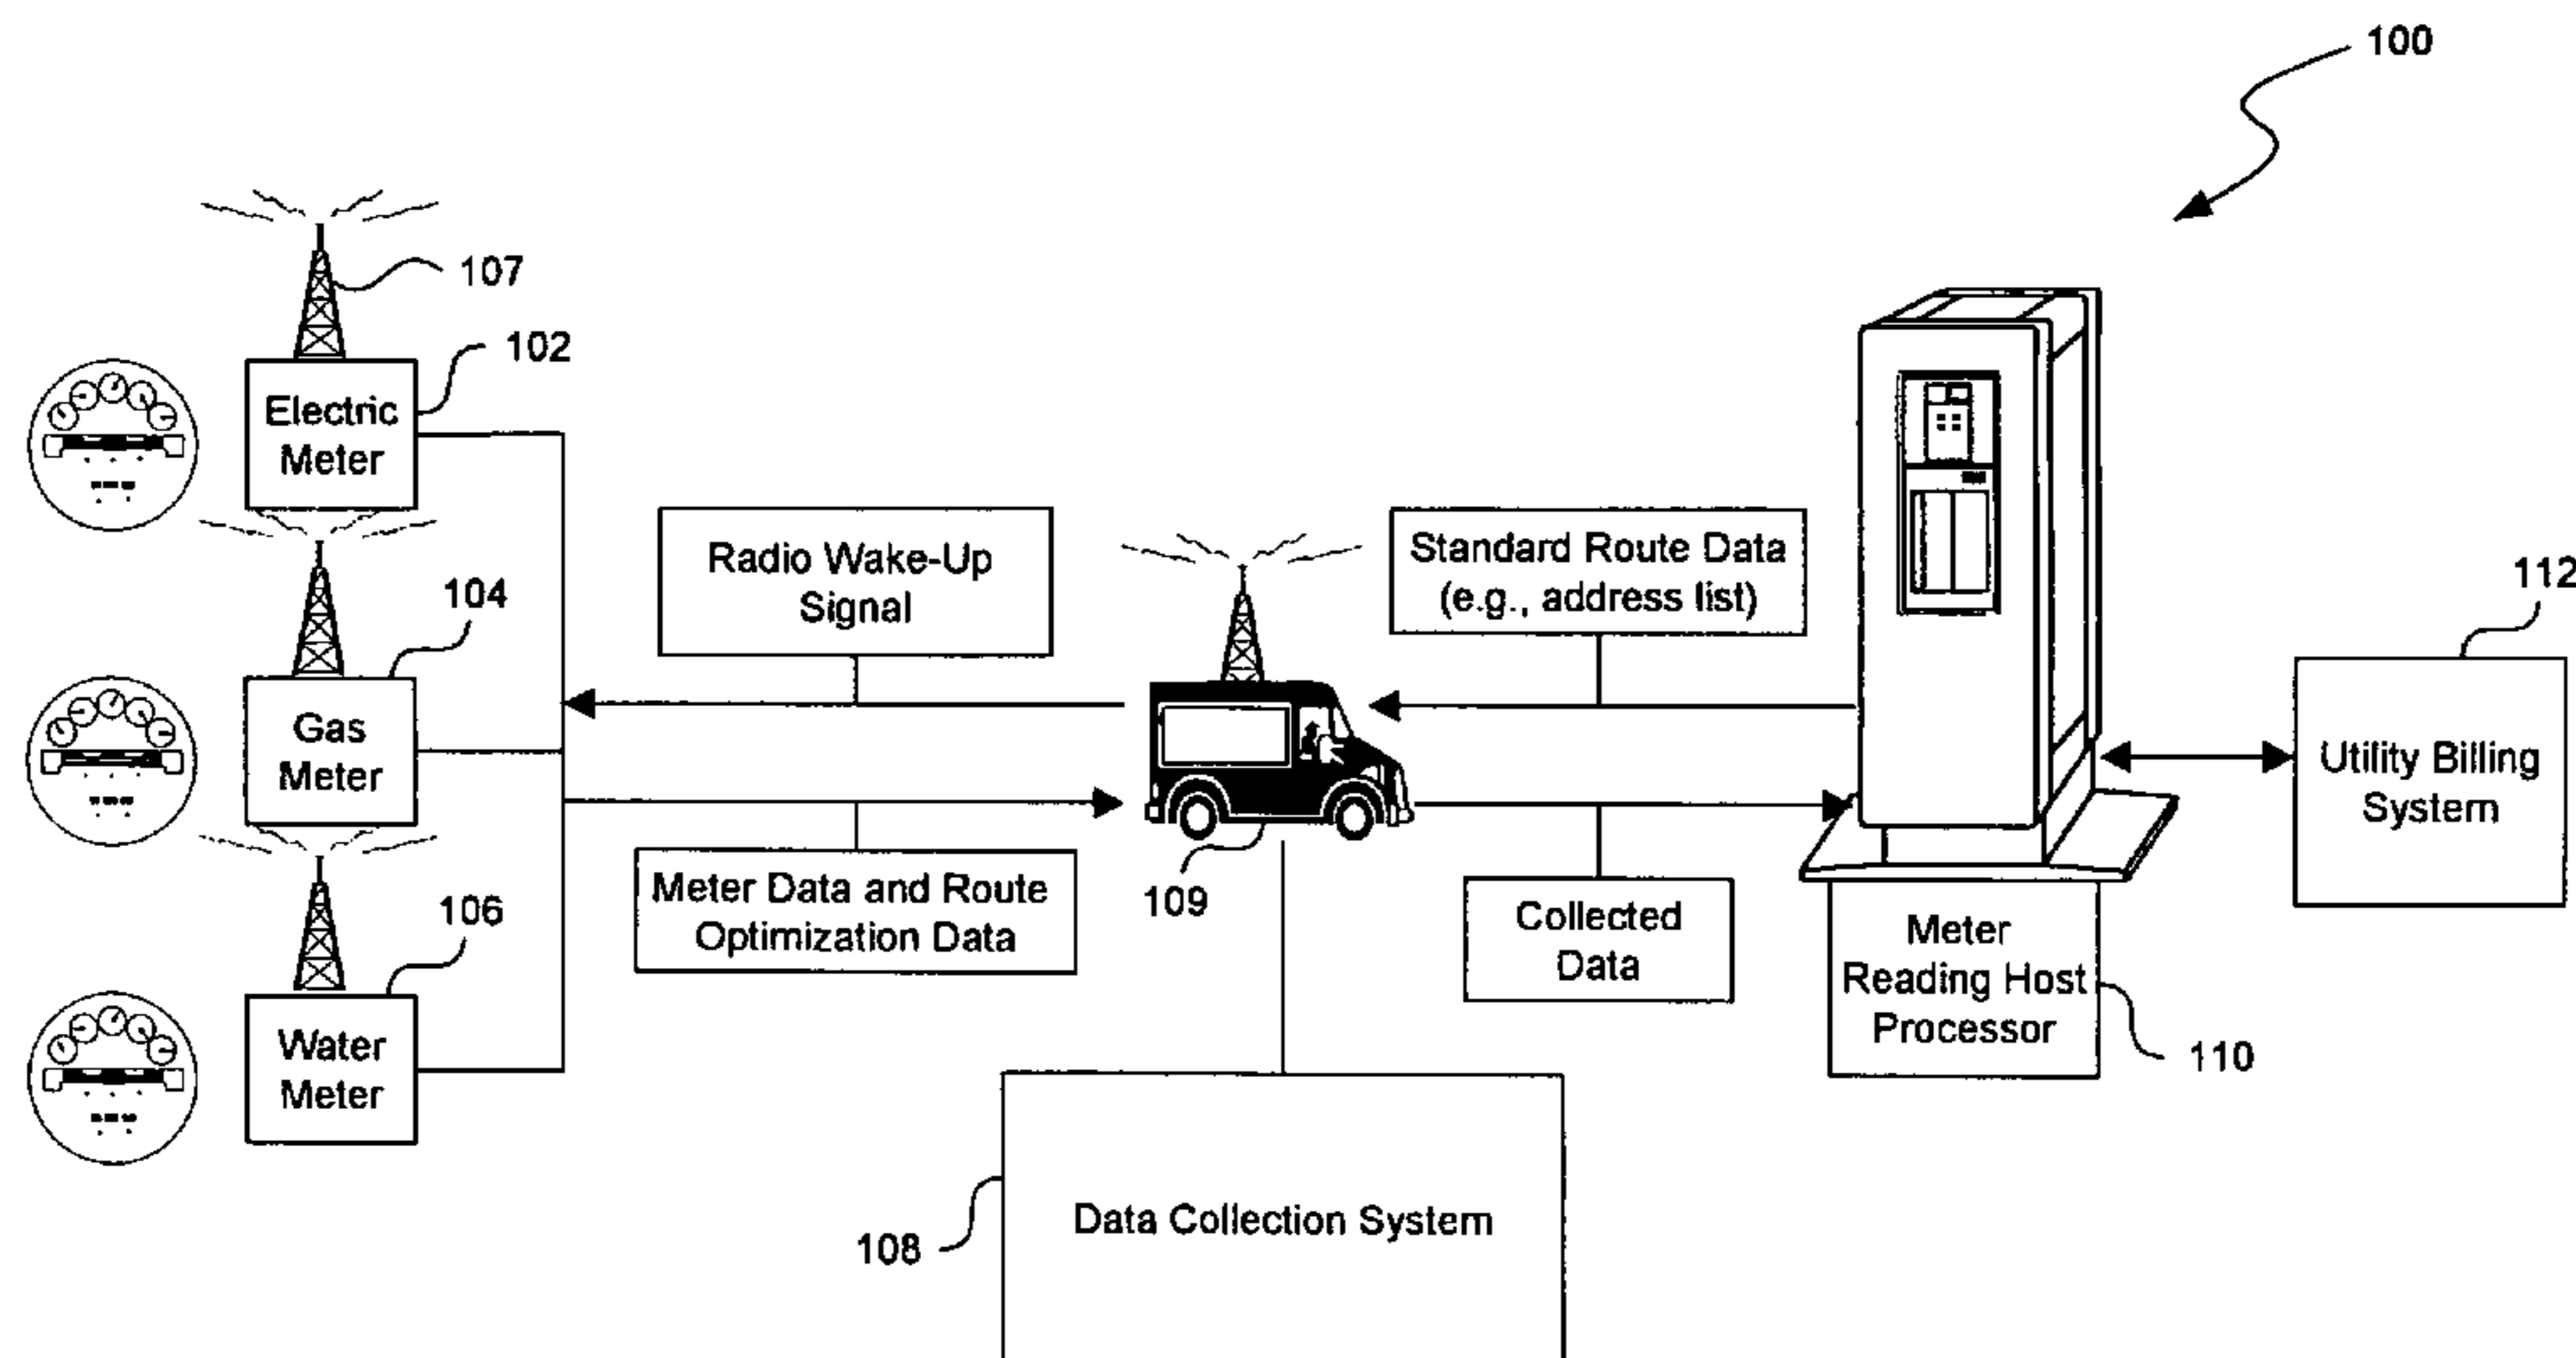 100
107
102
Electric
Meter
104
Gas
Meter
106
Water
Meter
Radio Wake-Up
Signal
Meter Data and Route
Optimization Data
109
Standard Route Data
(e.g., address list)
Collected
Data
112
Utility Billing
System
Meter
Reading Host
Processor
110
108
Data Collection System